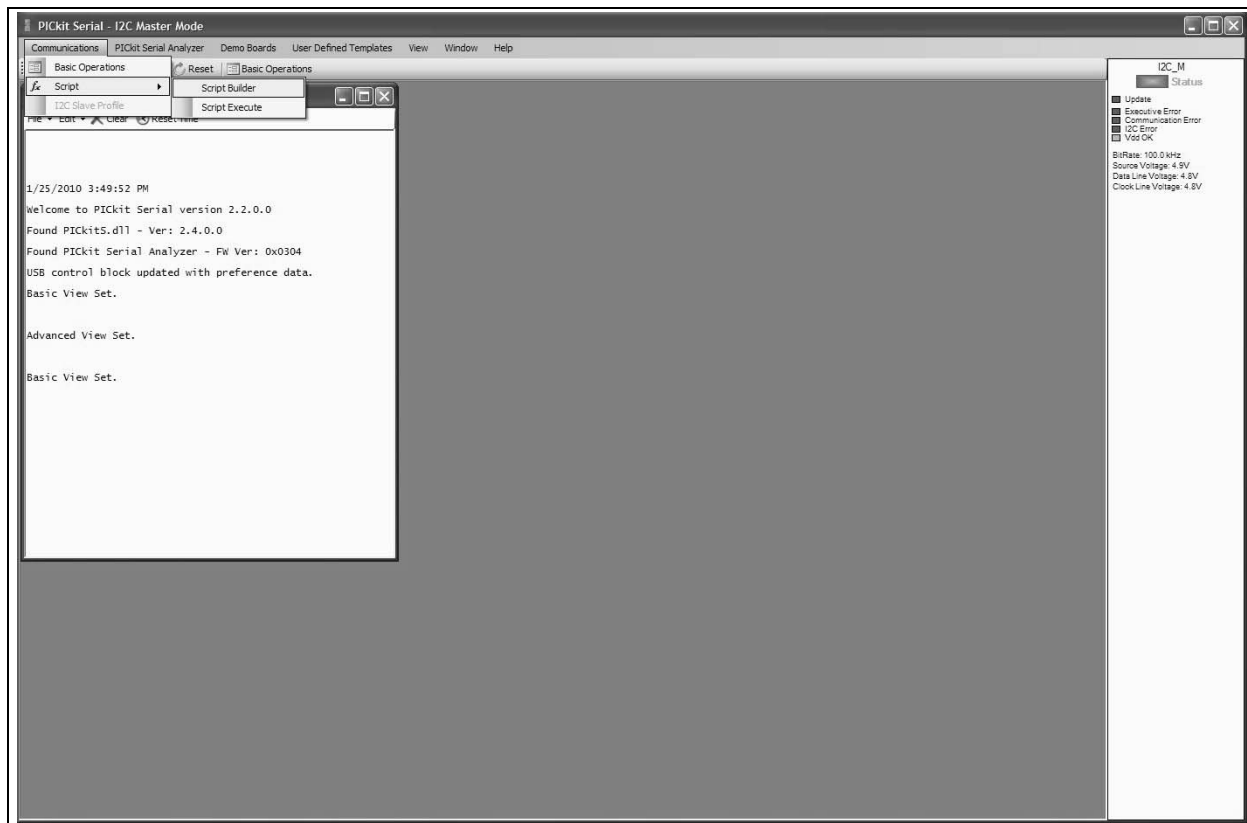 PICkit Serial - I2C Master Mode
Communications PICkit Serial Analyzer Demo Boards User Defined Templates View Window Help
Basic Operations
Reset Basic Operations
Script
Script Builder
I2C Slave Profile
Script Execute
File Edit Clear Reset Time
1/25/2010 3:49:52 PM
Welcome to PICkit Serial version 2.2.0.0
Found PICkitS.dll - Ver: 2.4.0.0
Found PICkit Serial Analyzer - FW Ver: 0x0304
USB control block updated with preference data.
Basic View Set.
Advanced View Set.
Basic View Set.
I2C_M
Status
Update
Executive Error
Communication Error
I2C Error
Vdd OK
BitRate: 100.0 kHz
Source Voltage: 4.9V
Data Line Voltage: 4.8V
Clock Line Voltage: 4.8V